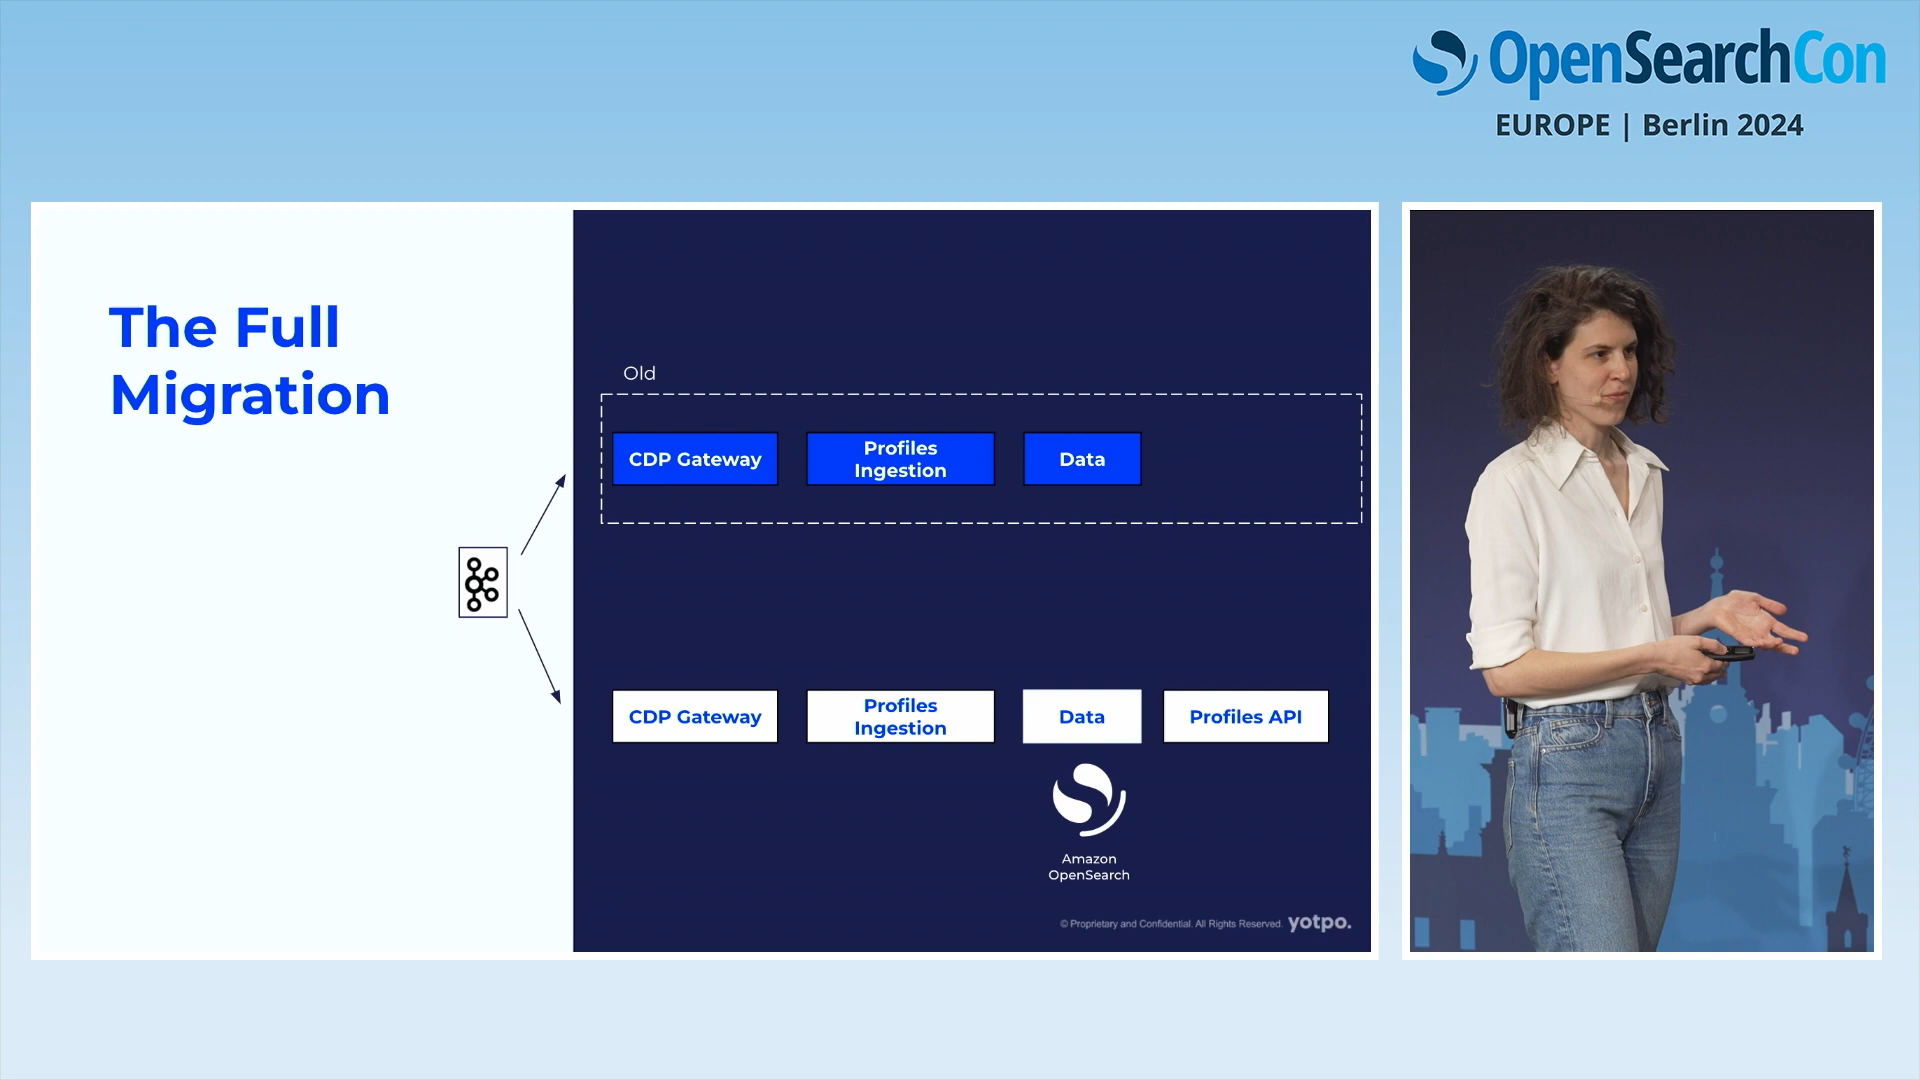 OpenSearchCon
EUROPE | Berlin 2024
The Full
Migration
Old
CDP Gateway
Profiles
Ingestion
Data
CDP Gateway
Profiles
Ingestion
Data
Profiles API
Amazon
OpenSearch
© Proprietary and Confidential. All Rights Reserved. yotpo.